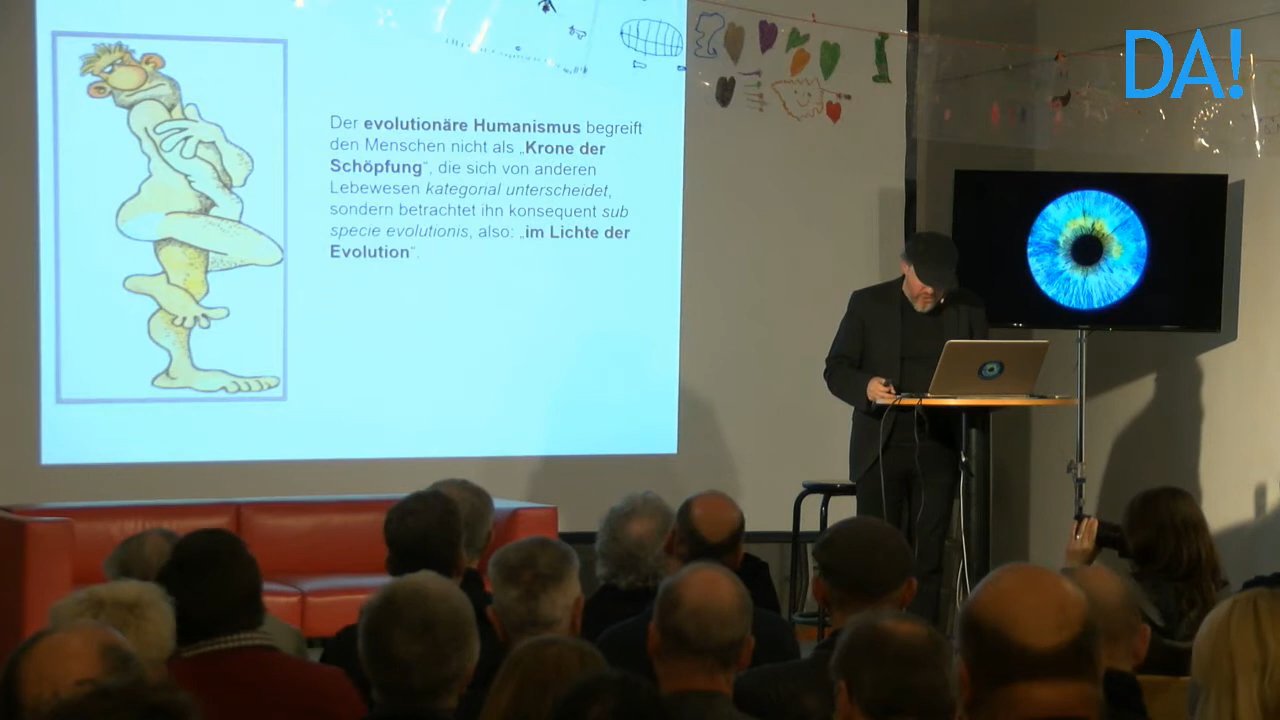 DA!
Der evolutionäre Humanismus begreift
den Menschen nicht als „Krone der
Schöpfung“, die sich von anderen
Lebewesen kategorial unterscheidet,
sondern betrachtet ihn konsequent sub
specie evolutionis, also: „im Lichte der
Evolution“.